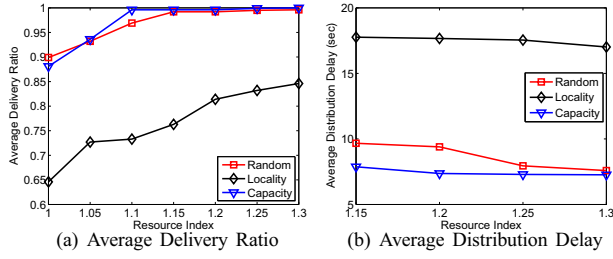 1
0.95
0.9
0.85
0.8
0.75
0.7
0.65
0.6
Average Delivery Ratio
Random
Locality
Capacity
1 1.05 1.1 1.15 1.2 1.25 1.3
Resource Index
(a) Average Delivery Ratio
20
15
10
5
Average Distribution Delay (sec)
Random
Locality
Capacity
1.15 1.2 1.25 1.3
Resource Index
(b) Average Distribution Delay